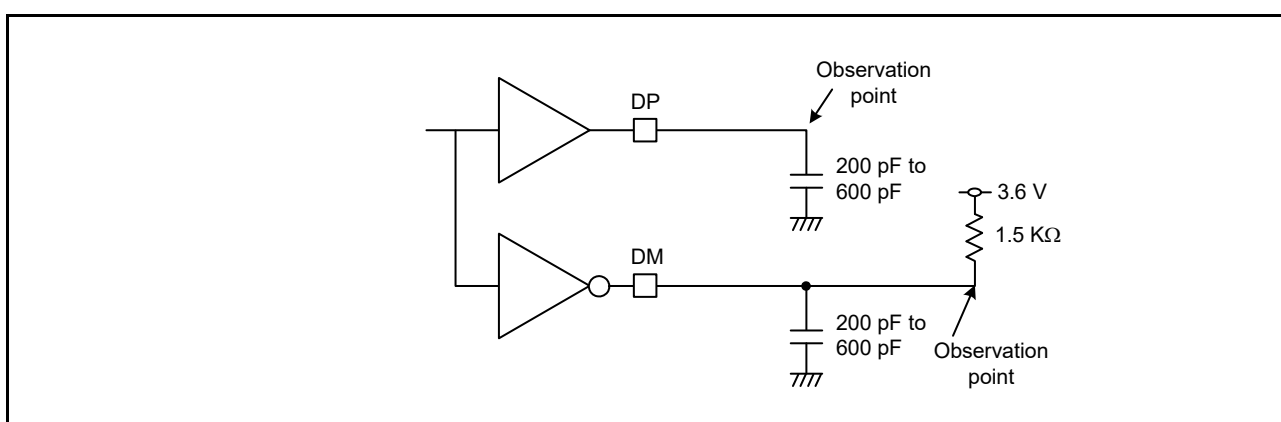 Observation
point
DP
200 pF to
600 pF
3.6 V
1.5 KΩ
DM
200 pF to
600 pF
Observation
point